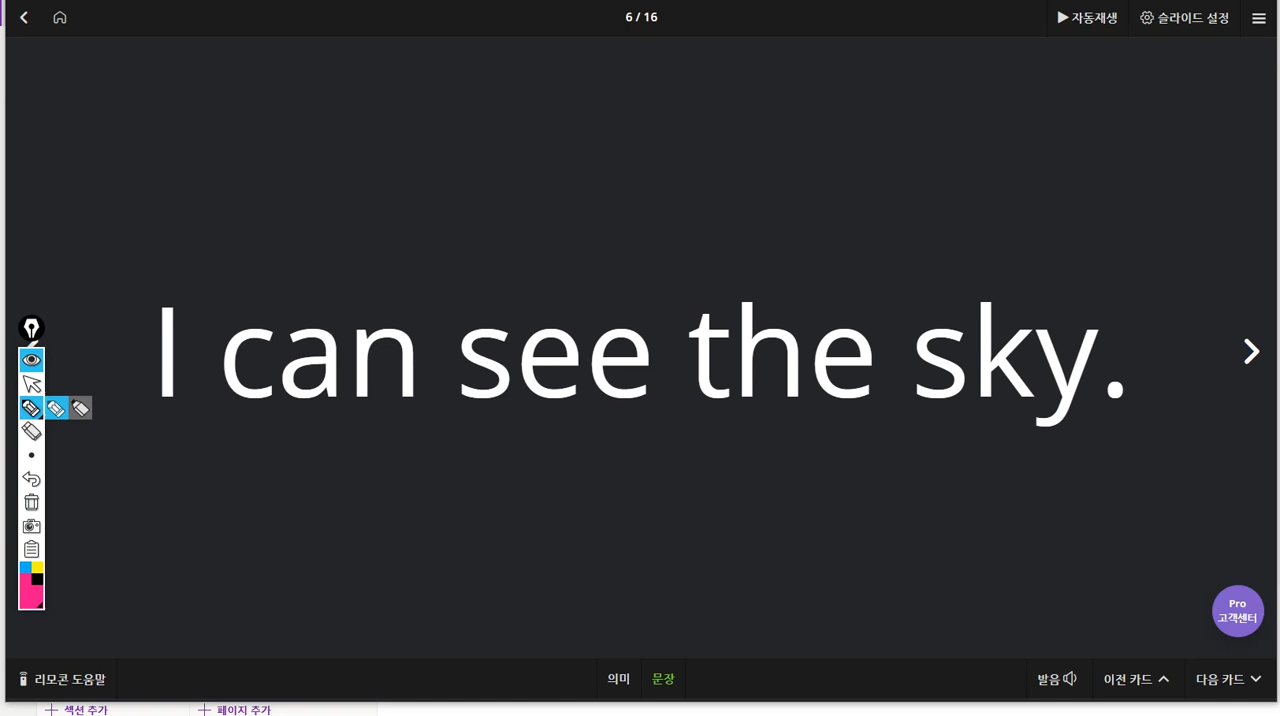 6 / 16
자동재생
슬라이드 설정
I can see the sky.
Pro
고객센터
리모콘 도움말
의미
문장
발음
이전 카드
다음 카드
섹션 추가
페이지 추가